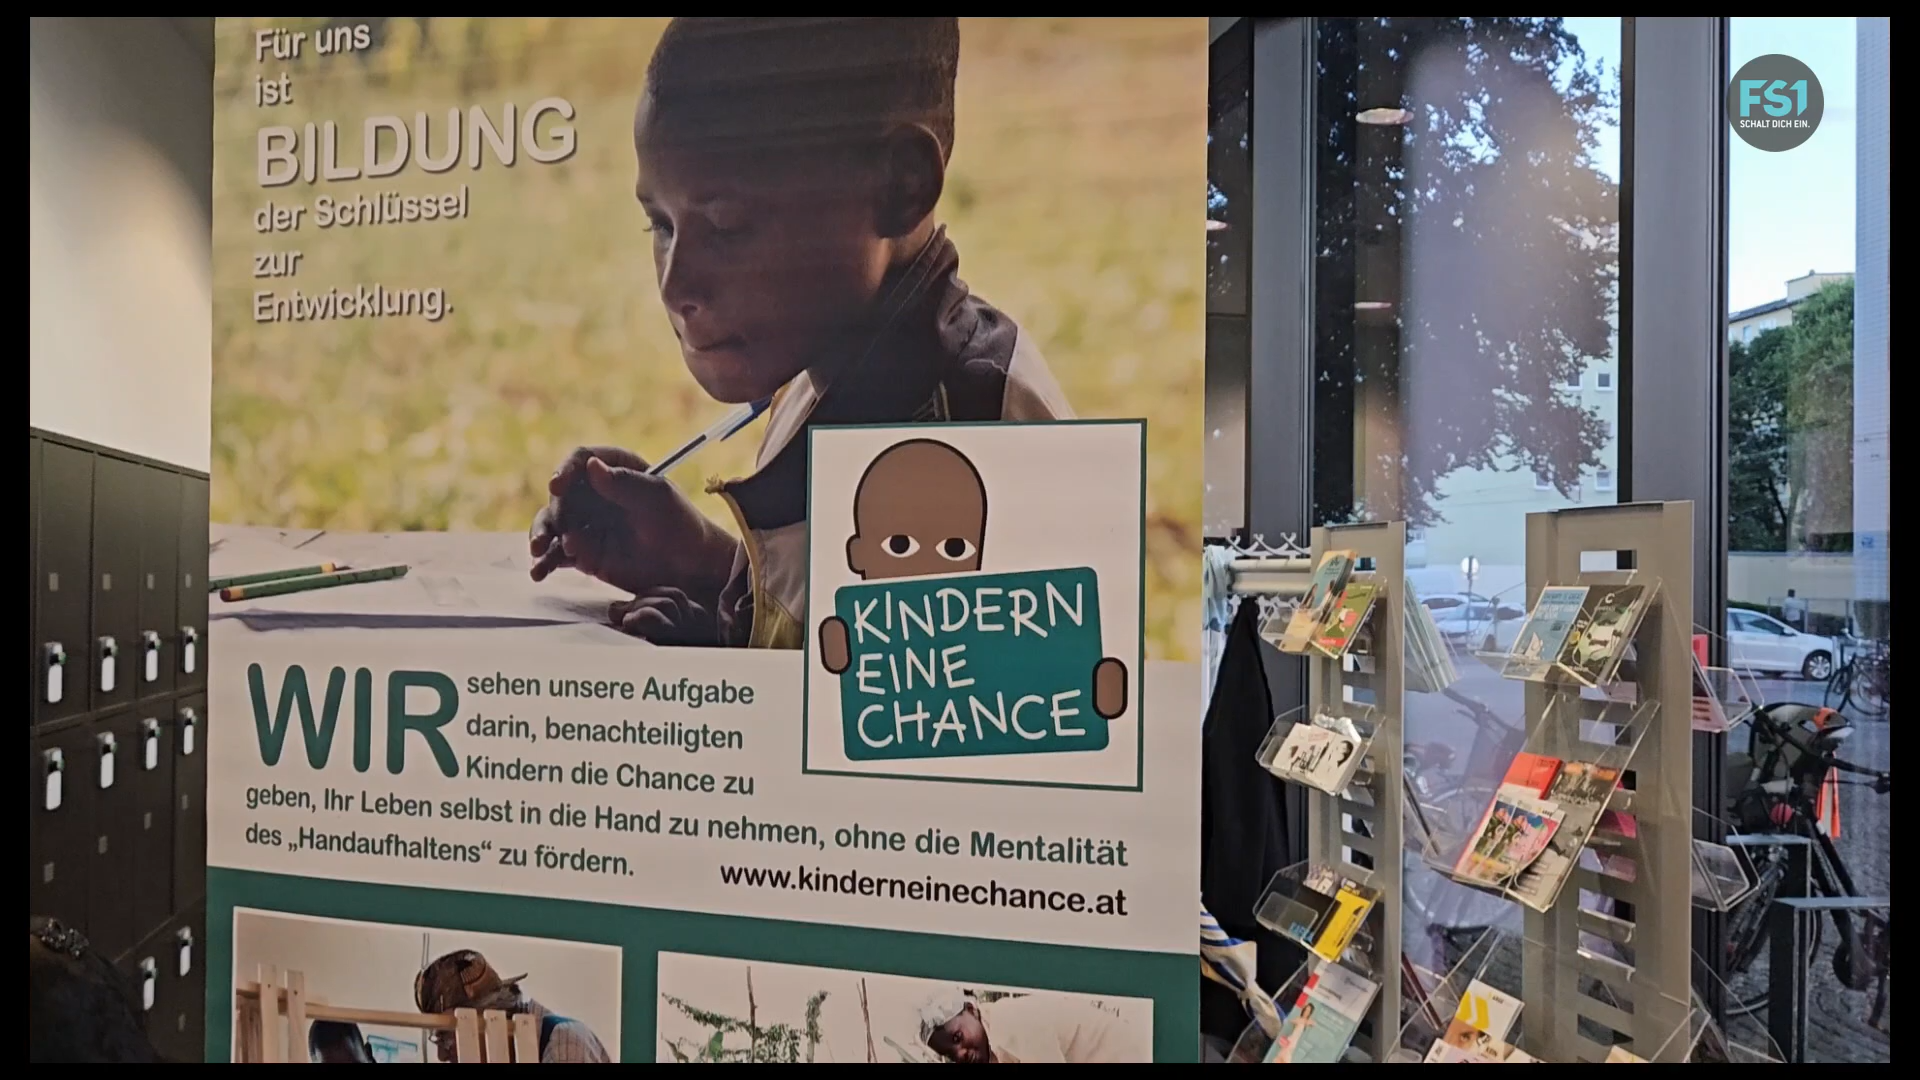 Für uns
ist
BILDUNG
der Schlüssel
zur
Entwicklung.
KINDERN
EINE
CHANCE
WIR sehen unsere Aufgabe
darin, benachteiligten
Kindern die Chance zu
geben, Ihr Leben selbst in die Hand zu nehmen, ohne die Mentalität
des „Handaufhaltens“ zu fördern.
www.kinderneinechance.at
FS1
SCHALT DICH EIN.